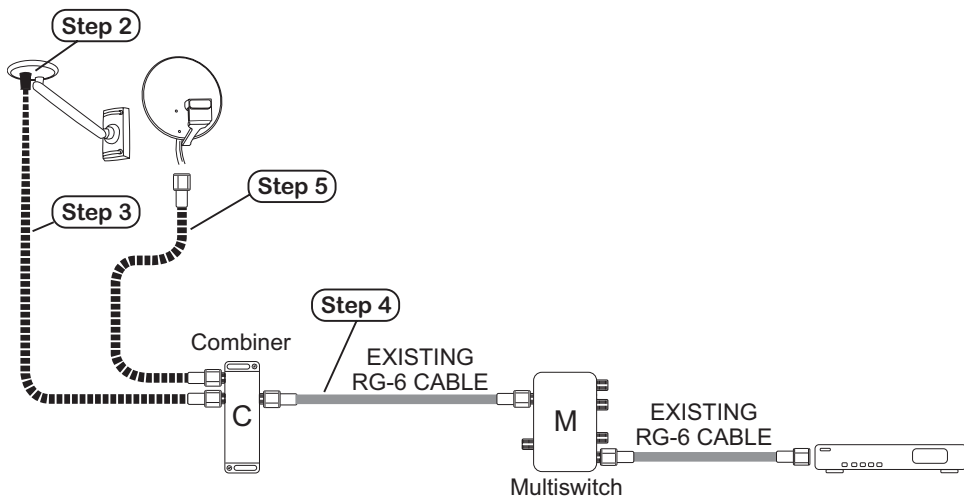 Step 2
Step 5
Step 3
Step 4
Combiner
EXISTING
RG-6 CABLE
C
M
EXISTING
RG-6 CABLE
Multiswitch